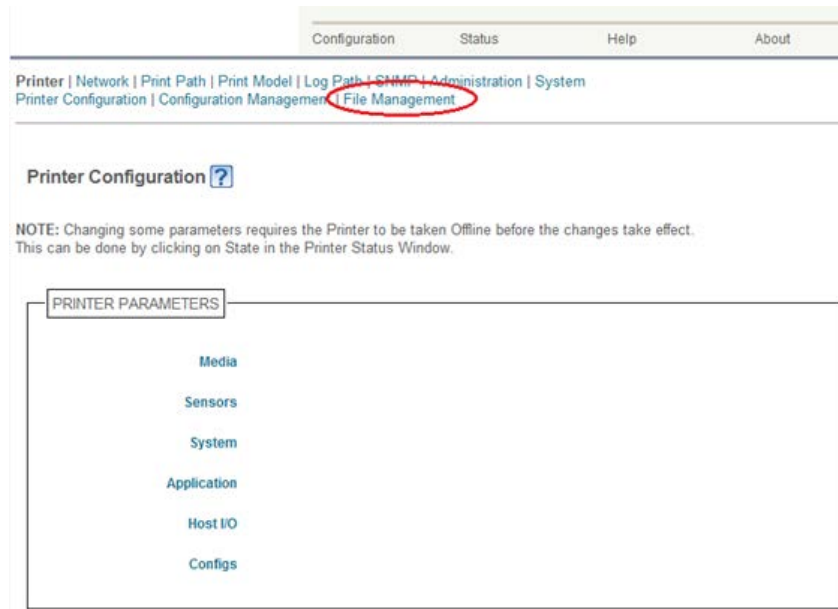 Configuration Status Help About
Printer | Network | Print Path | Print Model | Log Path | SNMP | Administration | System
Printer Configuration | Configuration Management | File Management
Printer Configuration ?
NOTE: Changing some parameters requires the Printer to be taken Offline before the changes take effect.
This can be done by clicking on State in the Printer Status Window.
PRINTER PARAMETERS
Media
Sensors
System
Application
Host I/O
Configs